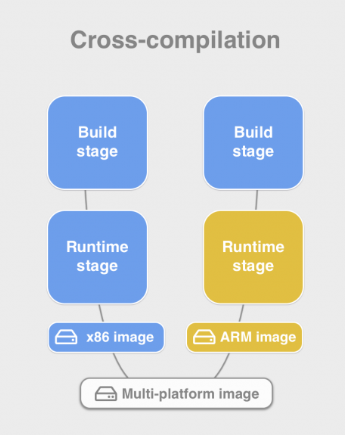 Cross-compilation
Build
stage
Build
stage
Runtime
stage
Runtime
stage
x86 image
ARM image
Multi-platform image